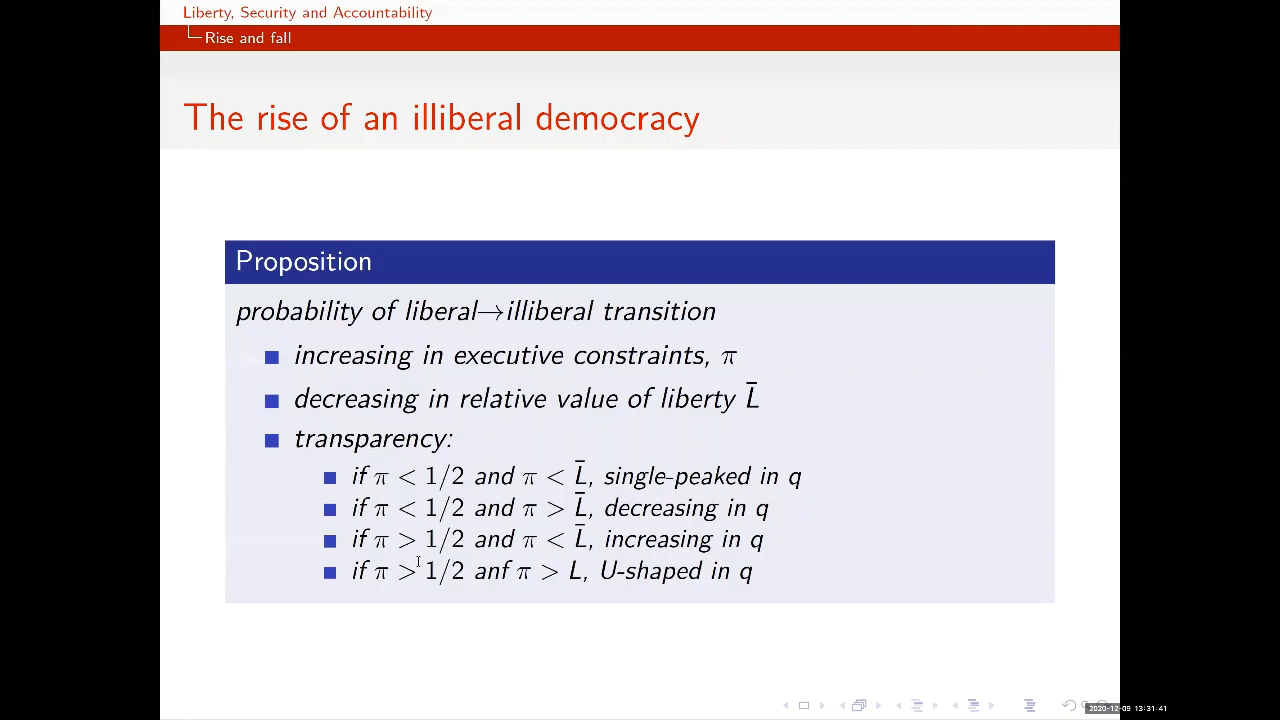 Liberty, Security and Accountability
Rise and fall
The rise of an illiberal democracy
Proposition
probability of liberal→illiberal transition
increasing in executive constraints, π
decreasing in relative value of liberty L̄
transparency:
if π < 1/2 and π < L̄, single-peaked in q
if π < 1/2 and π > L̄, decreasing in q
if π > 1/2 and π < L̄, increasing in q
if π > 1/2 anf π > L, U-shaped in q
2020-12-09 13:31:41